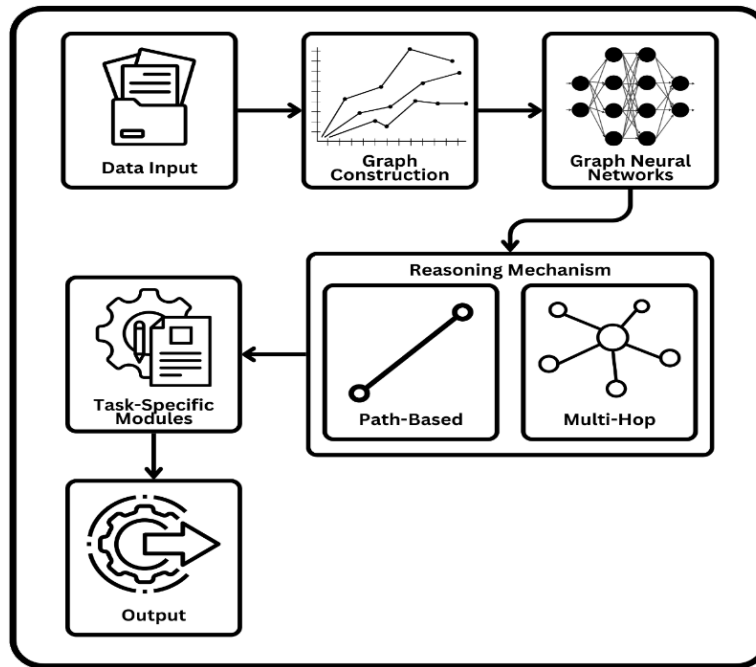 Data Input
Graph
Construction
Graph Neural
Networks
Reasoning Mechanism
Path-Based
Multi-Hop
Task-Specific
Modules
Output